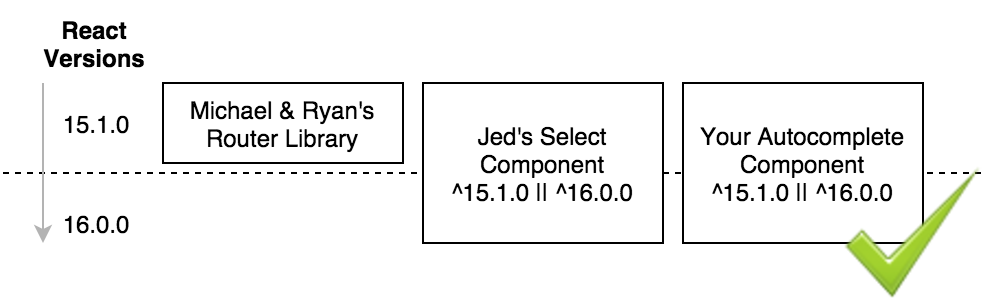 React
Versions
15.1.0
16.0.0
Michael & Ryan's
Router Library
Jed's Select
Component
^15.1.0 || ^16.0.0
Your Autocomplete
Component
^15.1.0 || ^16.0.0